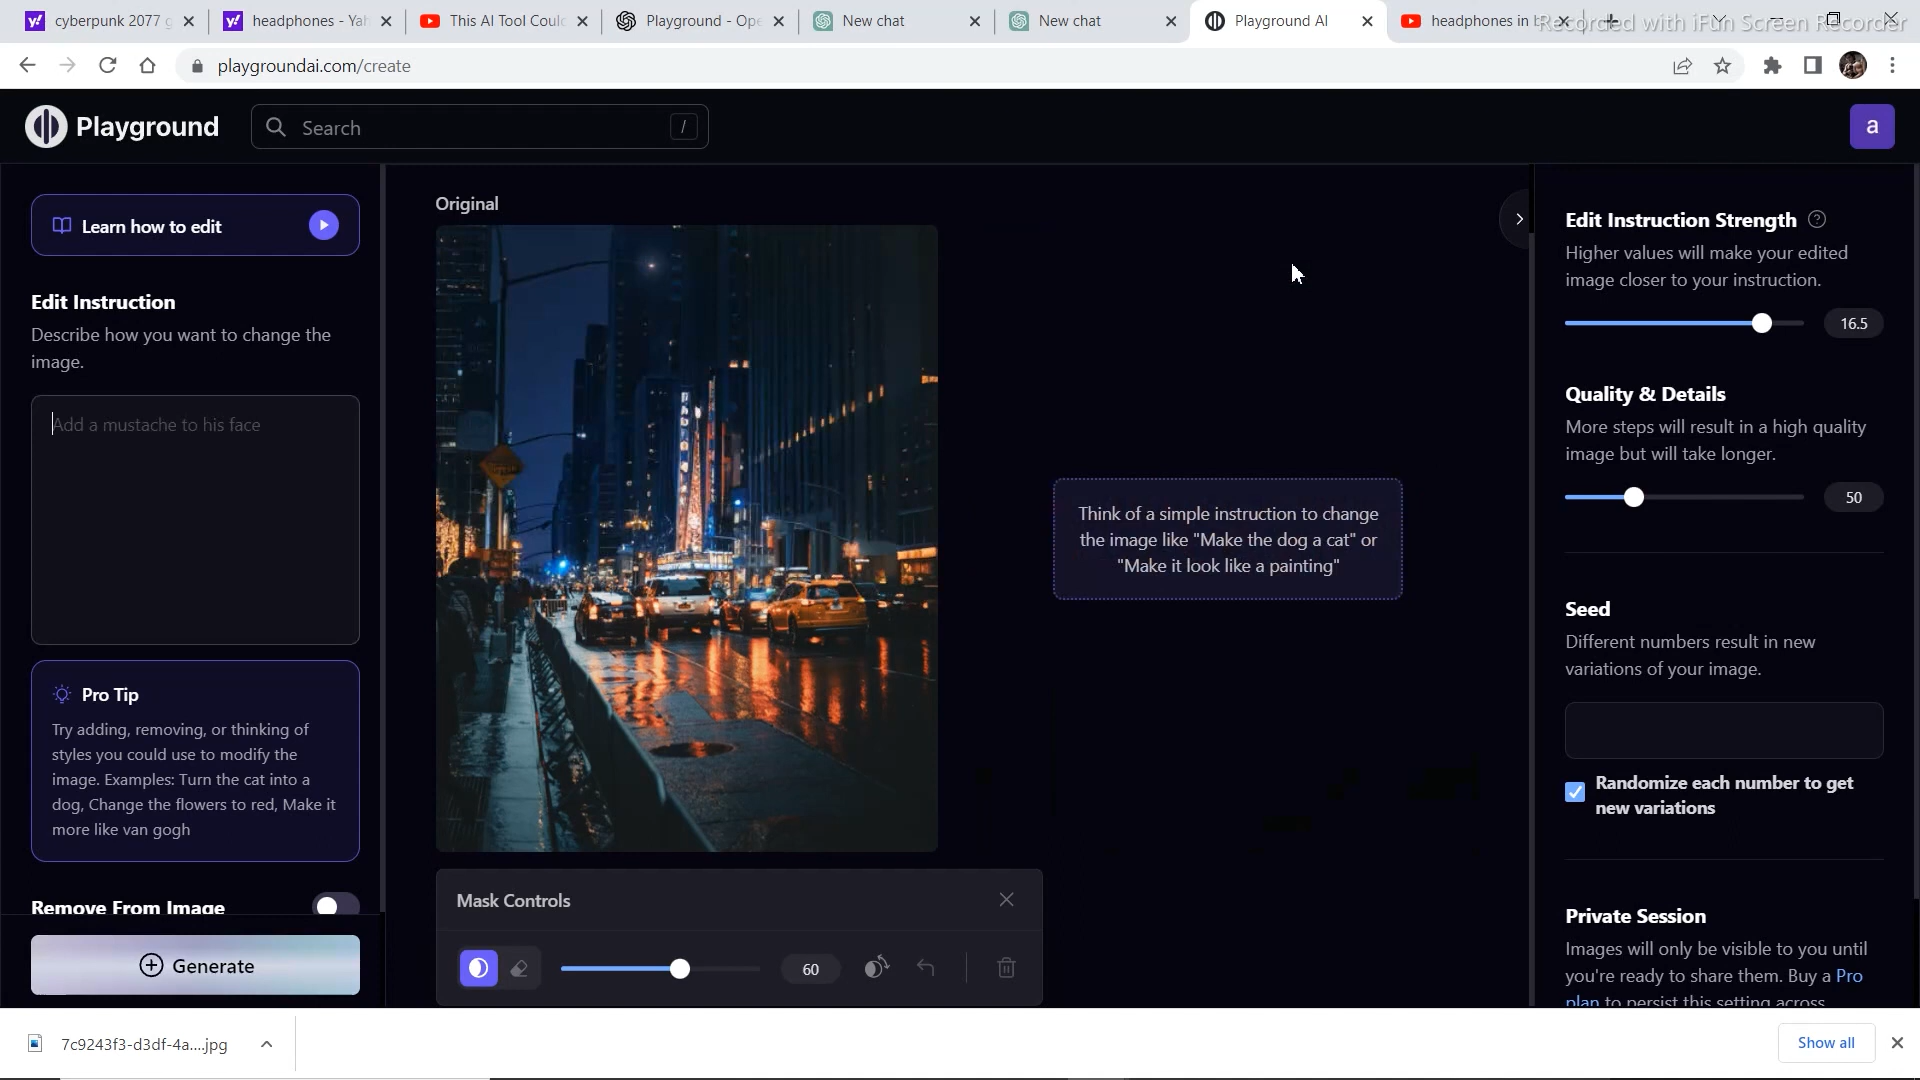 cyberpunk 2077 g
headphones - Yah
This AI Tool Coul
Playground - Ope
New chat
New chat
Playground AI
headphones in b
Recorded with iFun Screen Recorder
playgroundai.com/create
Playground
Search
/
a
Learn how to edit
Edit Instruction
Describe how you want to change the
image.
Add a mustache to his face
Pro Tip
Try adding, removing, or thinking of
styles you could use to modify the
image. Examples: Turn the cat into a
dog, Change the flowers to red, Make it
more like van gogh
Remove From Image
Generate
Original
Think of a simple instruction to change
the image like "Make the dog a cat" or
"Make it look like a painting"
Mask Controls
60
Edit Instruction Strength
Higher values will make your edited
image closer to your instruction.
16.5
Quality & Details
More steps will result in a high quality
image but will take longer.
50
Seed
Different numbers result in new
variations of your image.
Randomize each number to get
new variations
Private Session
Images will only be visible to you until
you're ready to share them. Buy a Pro
plan to persist this setting across
7c9243f3-d3df-4a....jpg
Show all